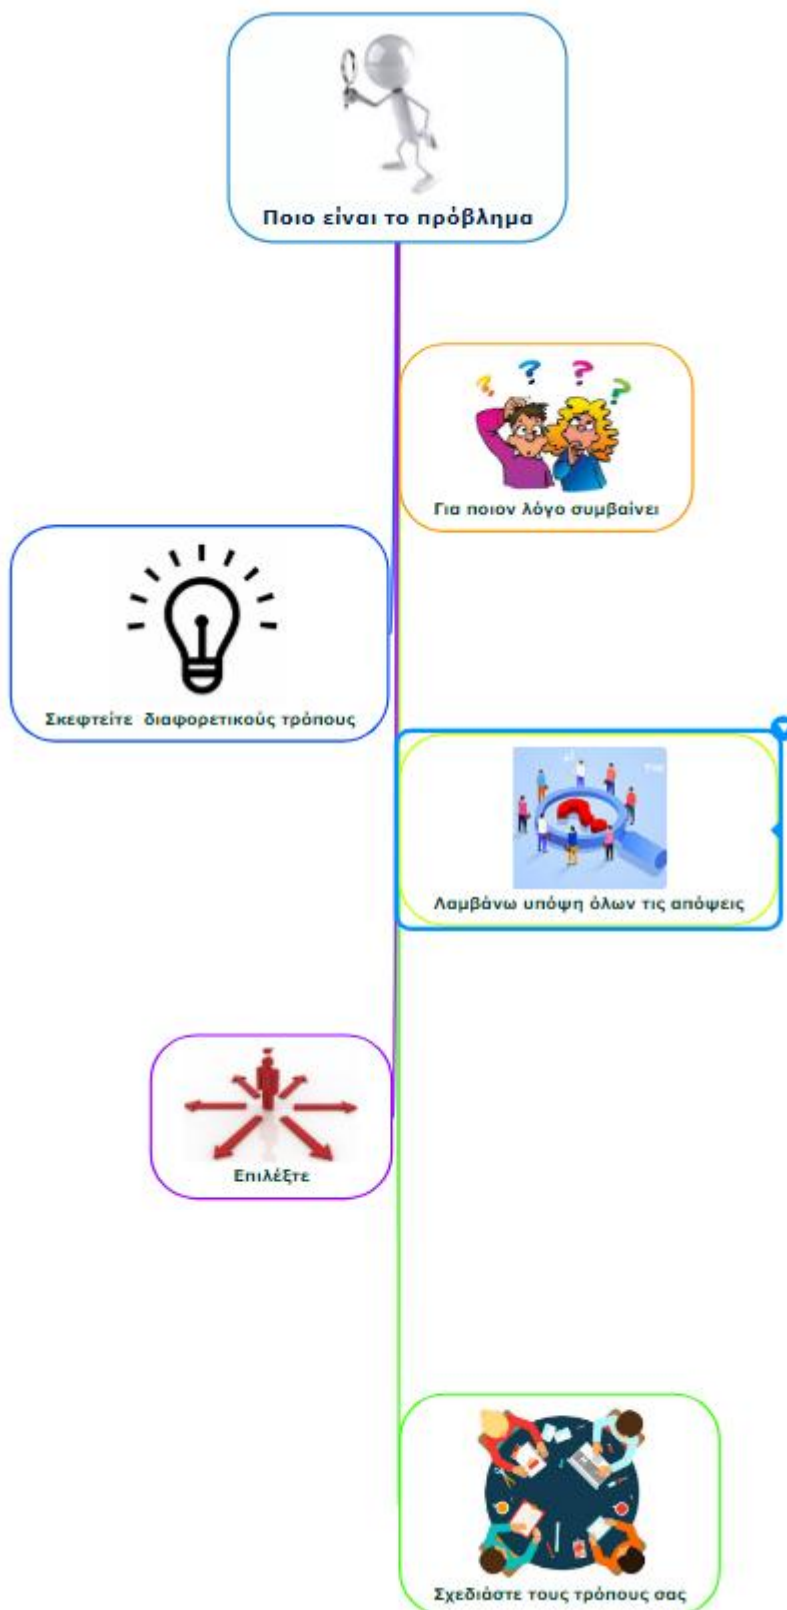 Ποιο είναι το πρόβλημα
? ? ? ?
Για ποιον λόγο συμβαίνει
Σκεφτείτε διαφορετικούς τρόπους
Λαμβάνω υπόψη όλων τις απόψεις
Επιλέξτε
Σχεδιάστε τους τρόπους σας